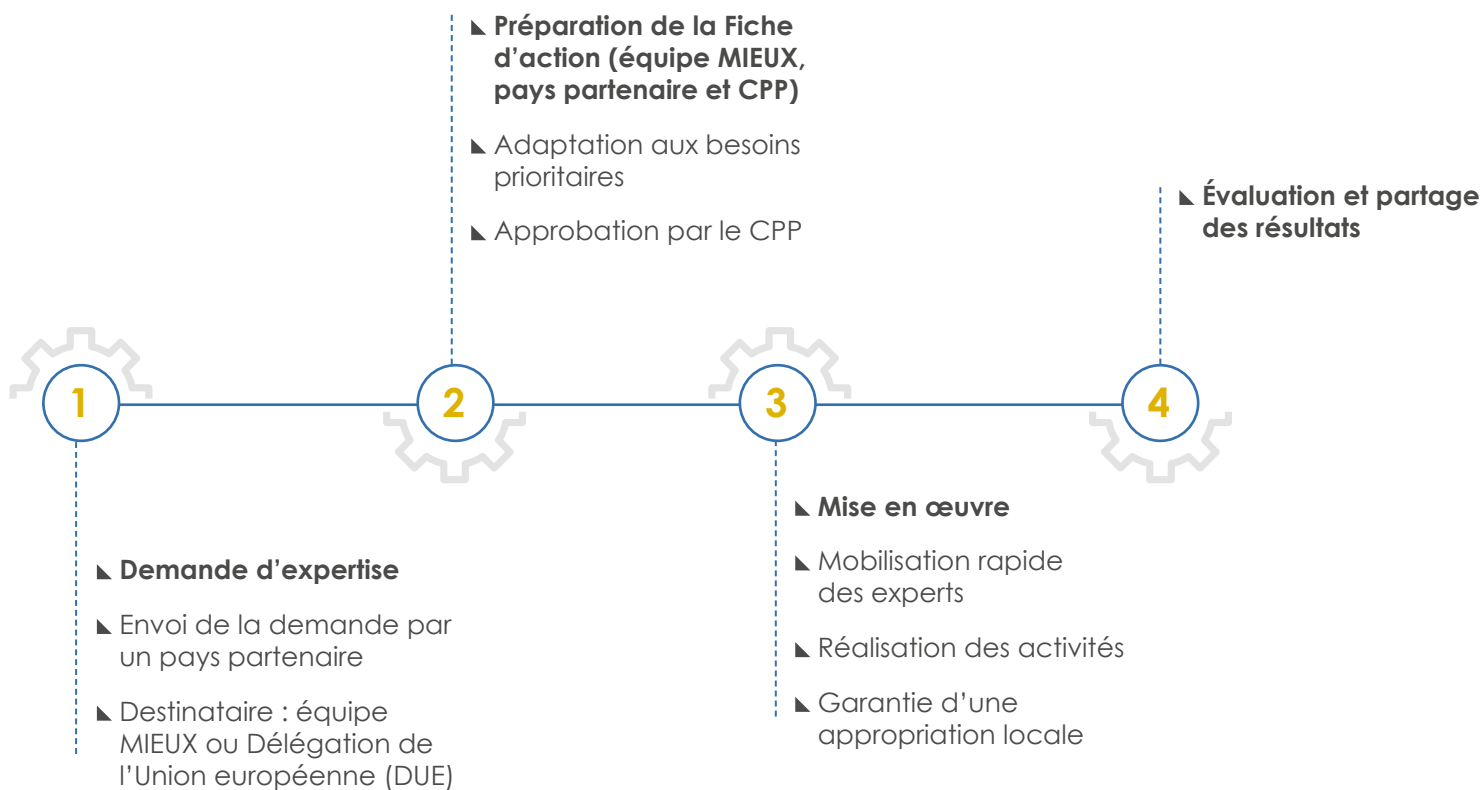 1
Demande d’expertise
Envoi de la demande par
un pays partenaire
Destinataire : équipe
MIEUX ou Délégation de
l’Union européenne (DUE)
2
Préparation de la Fiche
d’action (équipe MIEUX,
pays partenaire et CPP)
Adaptation aux besoins
prioritaires
Approbation par le CPP
3
Mise en œuvre
Mobilisation rapide
des experts
Réalisation des activités
Garantie d’une
appropriation locale
4
Évaluation et partage
des résultats